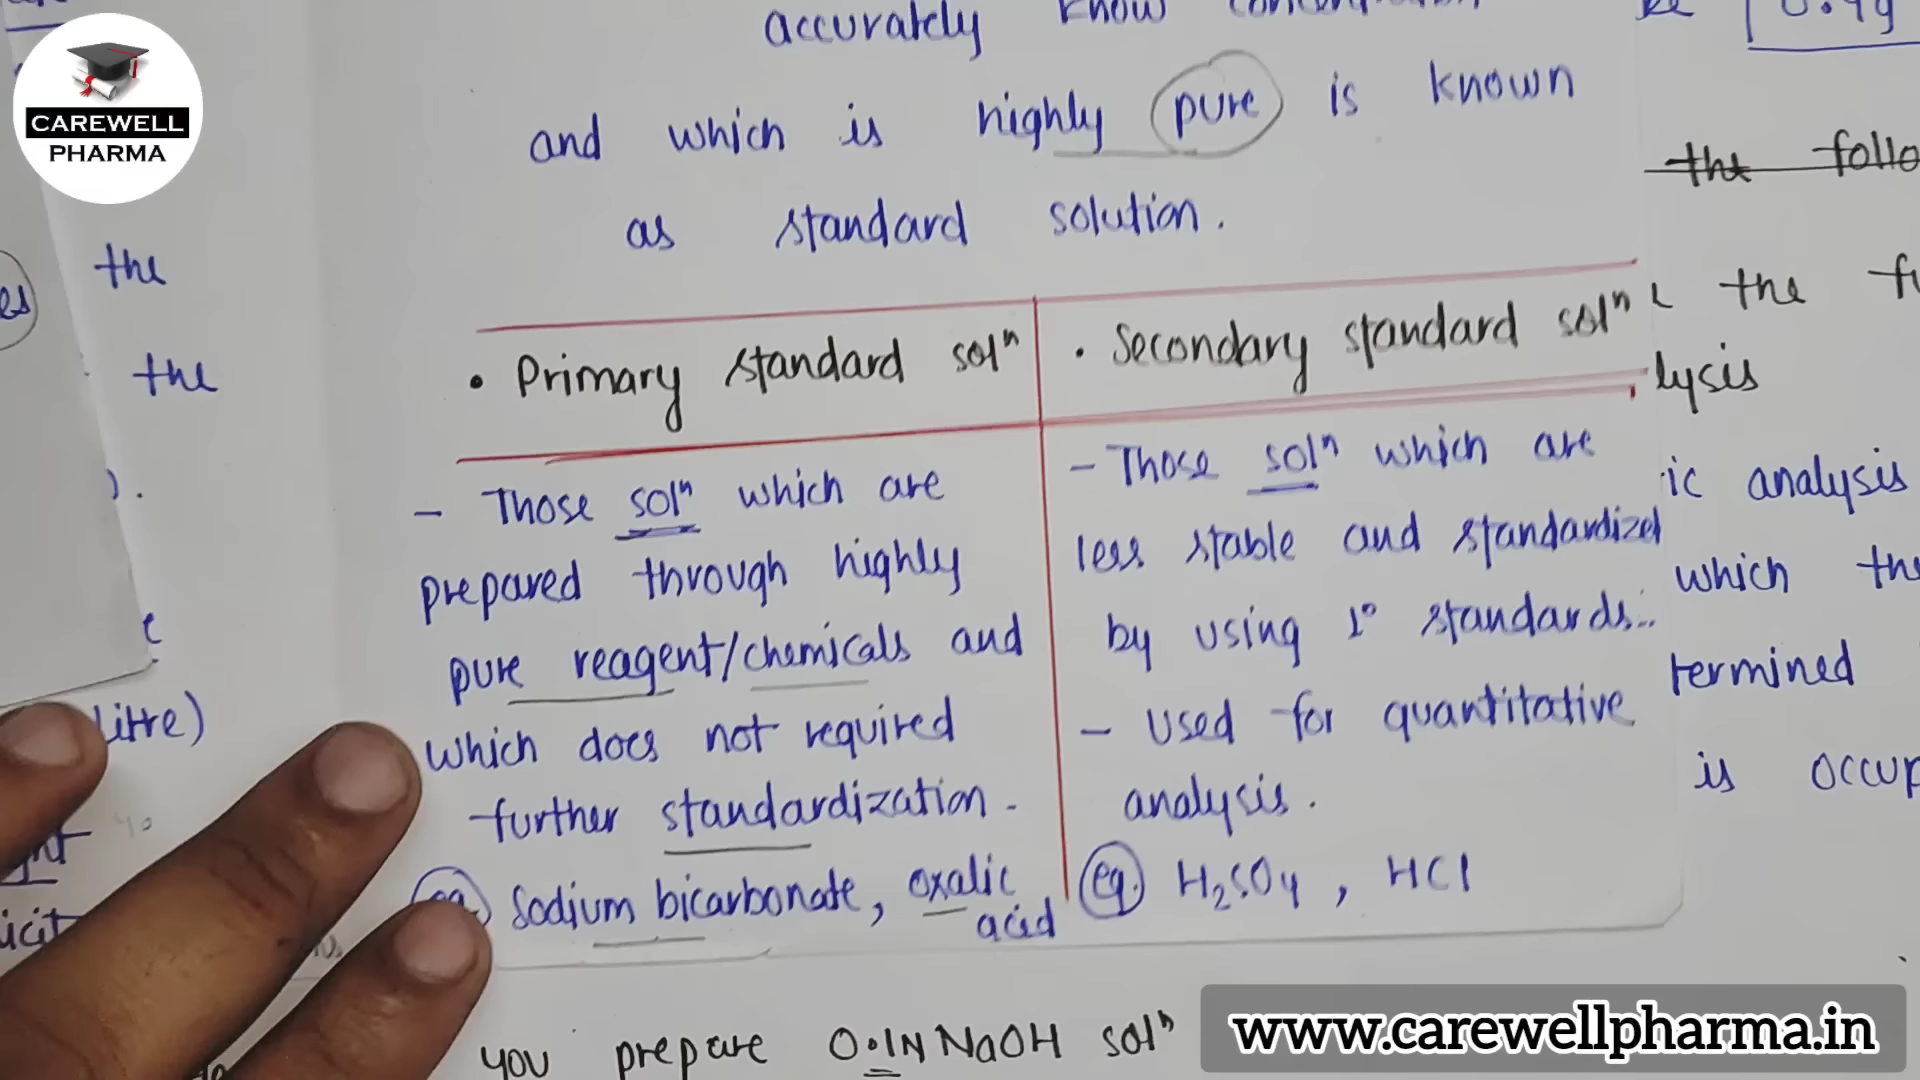 CAREWELL
PHARMA
accurately know
and which is highly pure is known
as standard solution.
• Primary standard solⁿ
- Those solⁿ which are
prepared through highly
pure reagent/chemicals and
which does not required
further standardization.
eg. Sodium bicarbonate, oxalic
acid
• Secondary standard solⁿ
- Those solⁿ which are
less stable and standardized
by using 1° standards.
- Used for quantitative
analysis.
eg. H₂SO₄, HCl
you prepare 0.1N NaOH solⁿ
the
the
Litre)
the follo
the fu
lysis
ic analysis
which the
termined
is occup
www.carewellpharma.in